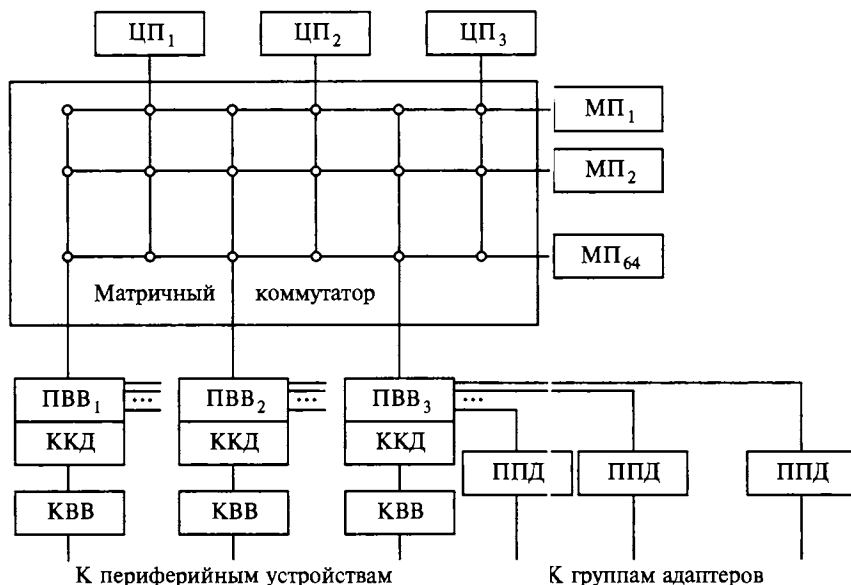 ЦП₁ ЦП₂ ЦП₃
МП₁
МП₂
МП₆₄
Матричный коммутатор
ПВВ₁ ... ПВВ₂ ... ПВВ₃ ...
ККД ККД ККД
ППД ППД ППД
КВВ КВВ КВВ
К периферийным устройствам К группам адаптеров